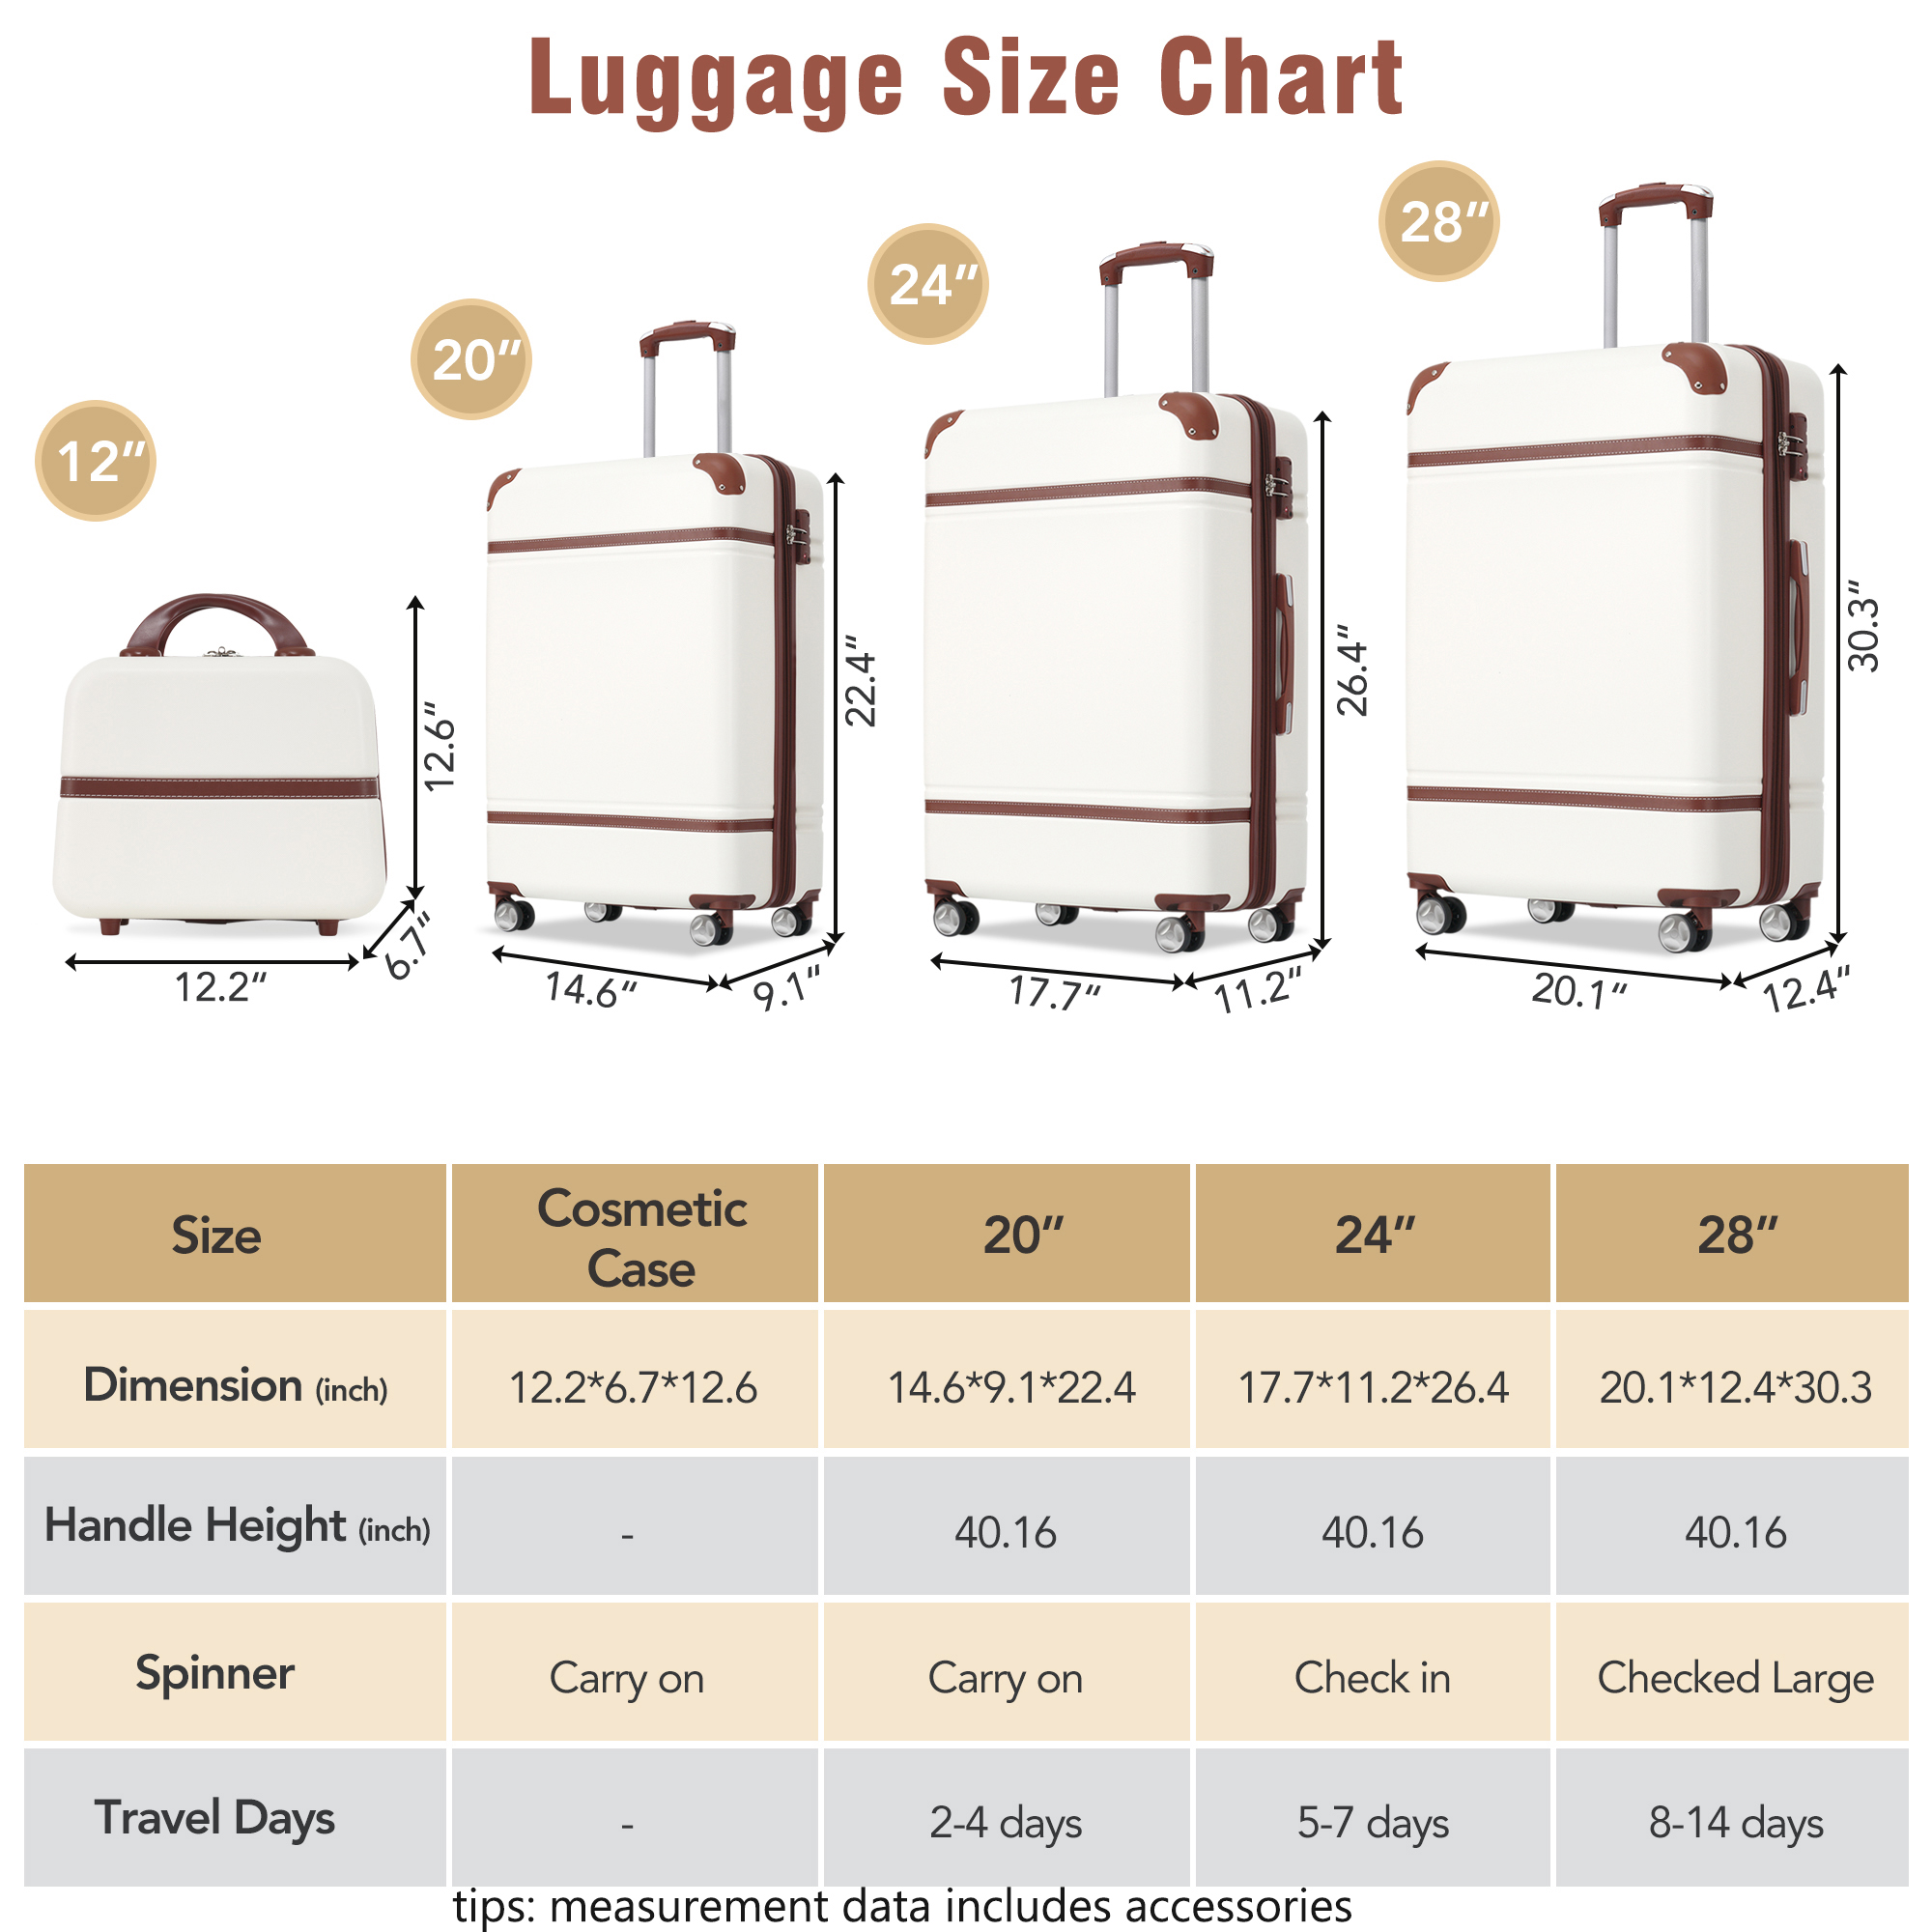 Luggage Size Chart
12"
20"
24"
28"
12.6"
6.7"
12.2"
22.4"
14.6"
9.1"
26.4"
17.7"
11.2"
30.3"
20.1"
12.4"
Size
Cosmetic
Case
20"
24"
28"
Dimension (inch)
12.2*6.7*12.6
14.6*9.1*22.4
17.7*11.2*26.4
20.1*12.4*30.3
Handle Height (inch)
-
40.16
40.16
40.16
Spinner
Carry on
Carry on
Check in
Checked Large
Travel Days
-
2-4 days
5-7 days
8-14 days
tips: measurement data includes accessories